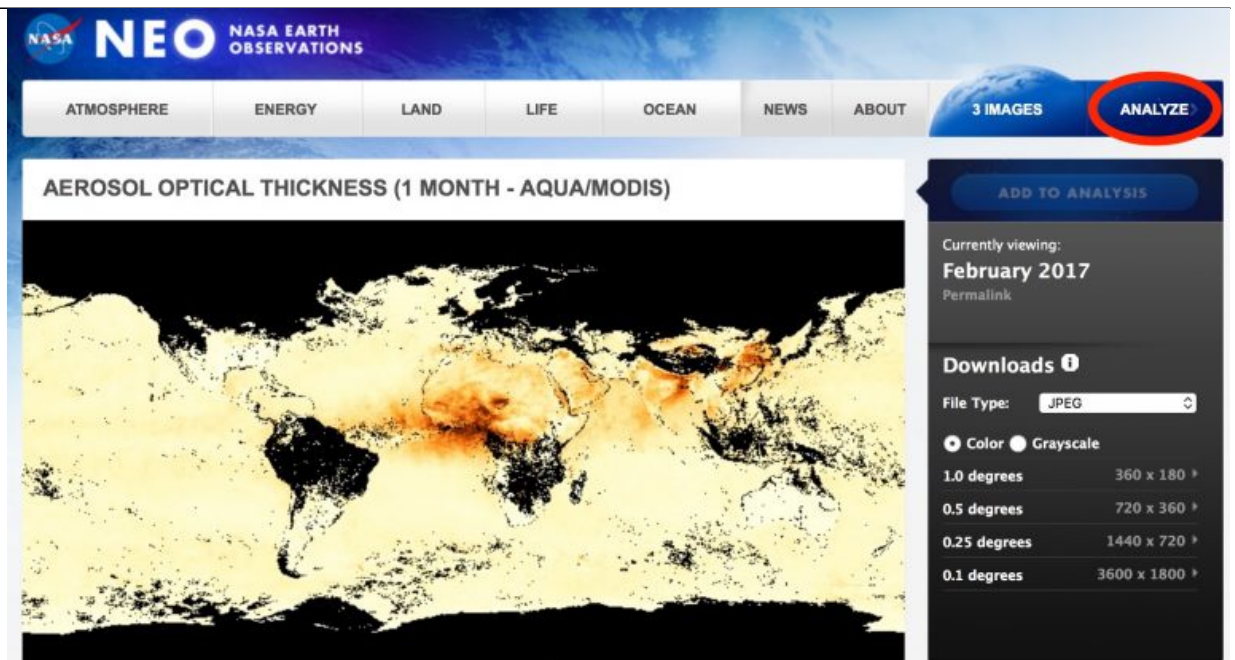 NASA NEO NASA EARTH
OBSERVATIONS
ATMOSPHERE ENERGY LAND LIFE OCEAN NEWS ABOUT 3 IMAGES ANALYZE
AEROSOL OPTICAL THICKNESS (1 MONTH - AQUA/MODIS)
ADD TO ANALYSIS
Currently viewing:
February 2017
Permalink
Downloads i
File Type: JPEG
Color Grayscale
1.0 degrees 360 x 180
0.5 degrees 720 x 360
0.25 degrees 1440 x 720
0.1 degrees 3600 x 1800